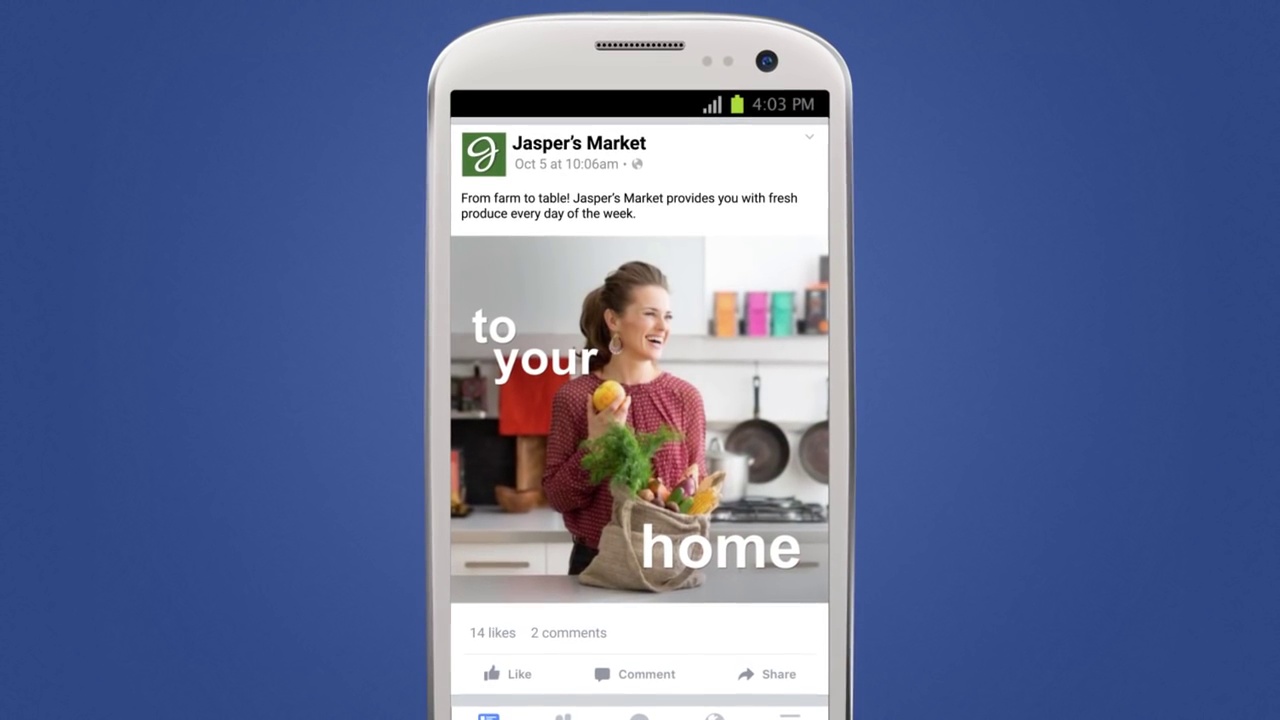 4:03 PM
Jasper's Market
Oct 5 at 10:06am •
From farm to table! Jasper's Market provides you with fresh
produce every day of the week.
to
your
home
14 likes 2 comments
Like Comment Share